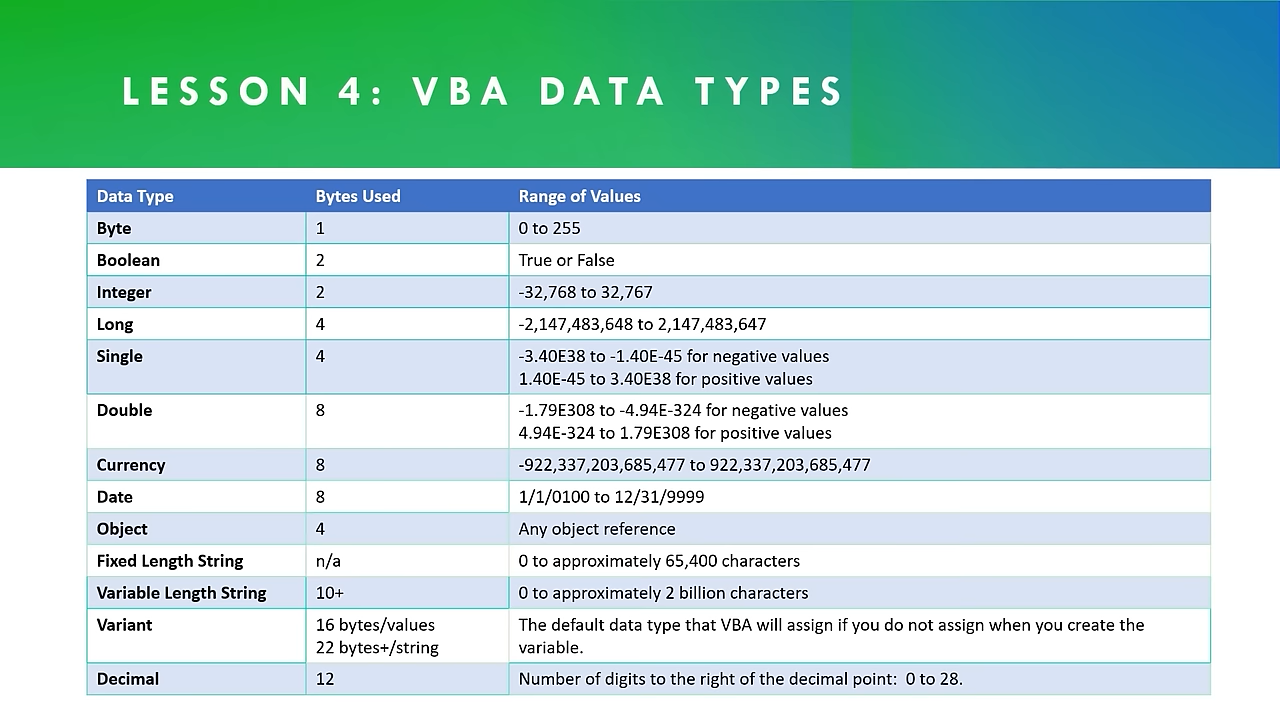 LESSON 4: VBA DATA TYPES
Data Type Bytes Used Range of Values
Byte 1 0 to 255
Boolean 2 True or False
Integer 2 -32,768 to 32,767
Long 4 -2,147,483,648 to 2,147,483,647
Single 4 -3.40E38 to -1.40E-45 for negative values
1.40E-45 to 3.40E38 for positive values
Double 8 -1.79E308 to -4.94E-324 for negative values
4.94E-324 to 1.79E308 for positive values
Currency 8 -922,337,203,685,477 to 922,337,203,685,477
Date 8 1/1/0100 to 12/31/9999
Object 4 Any object reference
Fixed Length String n/a 0 to approximately 65,400 characters
Variable Length String 10+ 0 to approximately 2 billion characters
Variant 16 bytes/values The default data type that VBA will assign if you do not assign when you create the
22 bytes+/string variable.
Decimal 12 Number of digits to the right of the decimal point: 0 to 28.